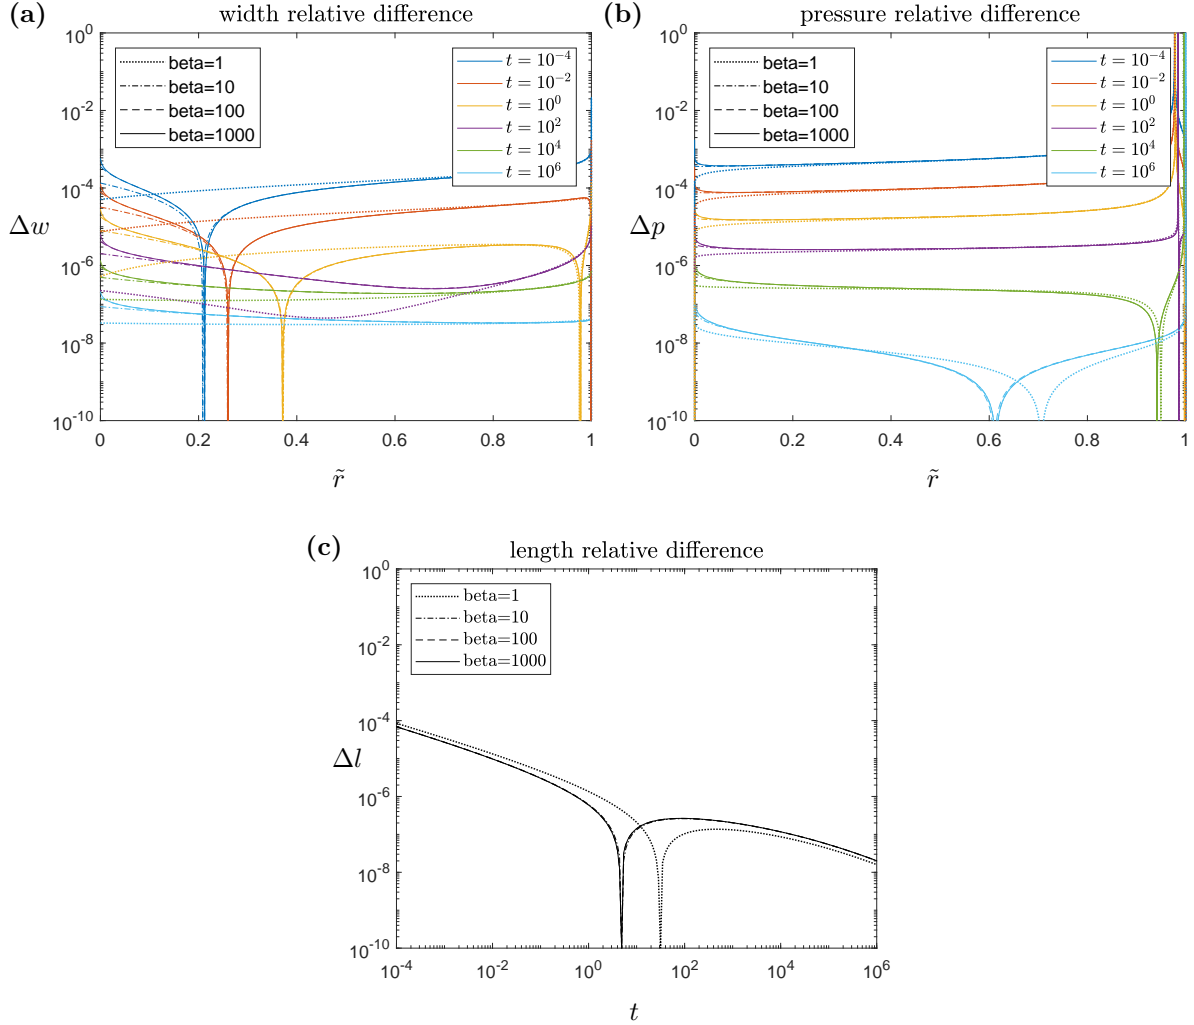 (a) width relative difference
10^0
10^-2
10^-4
10^-6
10^-8
10^-10
Δw
beta=1
beta=10
beta=100
beta=1000
t = 10^-4
t = 10^-2
t = 10^0
t = 10^2
t = 10^4
t = 10^6
0 0.2 0.4 0.6 0.8 1
r̃
(b) pressure relative difference
10^0
10^-2
10^-4
10^-6
10^-8
10^-10
Δp
beta=1
beta=10
beta=100
beta=1000
t = 10^-4
t = 10^-2
t = 10^0
t = 10^2
t = 10^4
t = 10^6
0 0.2 0.4 0.6 0.8 1
r̃
(c) length relative difference
10^0
10^-2
10^-4
10^-6
10^-8
10^-10
Δl
beta=1
beta=10
beta=100
beta=1000
10^-4 10^-2 10^0 10^2 10^4 10^6
t